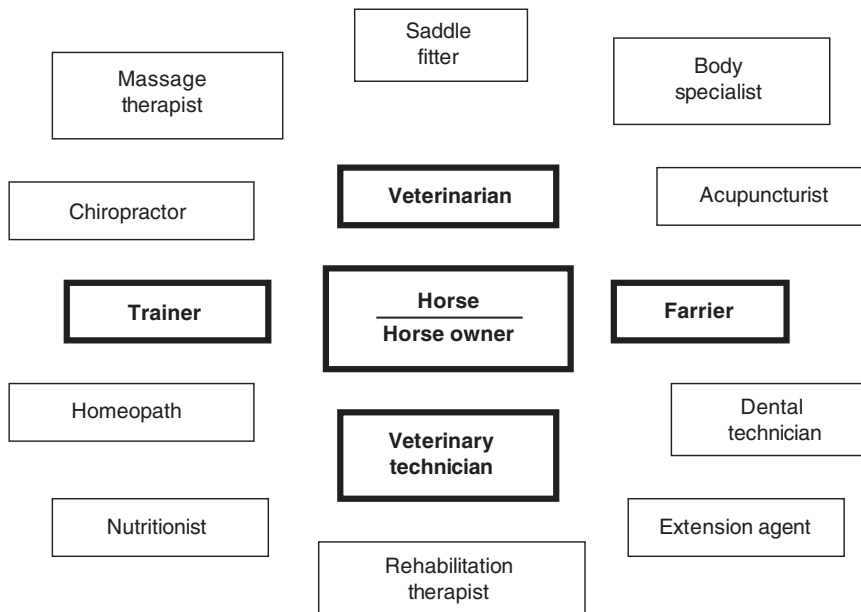 Saddle
fitter
Massage
therapist
Body
specialist
Veterinarian
Acupuncturist
Chiropractor
Trainer
Horse
Horse owner
Farrier
Homeopath
Veterinary
technician
Dental
technician
Nutritionist
Extension agent
Rehabilitation
therapist